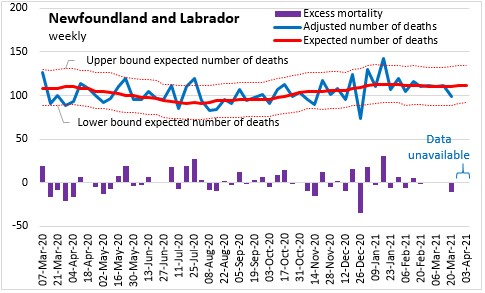 Newfoundland and Labrador
weekly
Excess mortality
Adjusted number of deaths
Expected number of deaths
Upper bound expected number of deaths
Lower bound expected number of deaths
Data
unavailable
200
150
100
50
0
-50
07-Mar-20
21-Mar-20
04-Apr-20
18-Apr-20
02-May-20
16-May-20
30-May-20
13-Jun-20
27-Jun-20
11-Jul-20
25-Jul-20
08-Aug-20
22-Aug-20
05-Sep-20
19-Sep-20
03-Oct-20
17-Oct-20
31-Oct-20
14-Nov-20
28-Nov-20
12-Dec-20
26-Dec-20
09-Jan-21
23-Jan-21
06-Feb-21
20-Feb-21
06-Mar-21
20-Mar-21
03-Apr-21